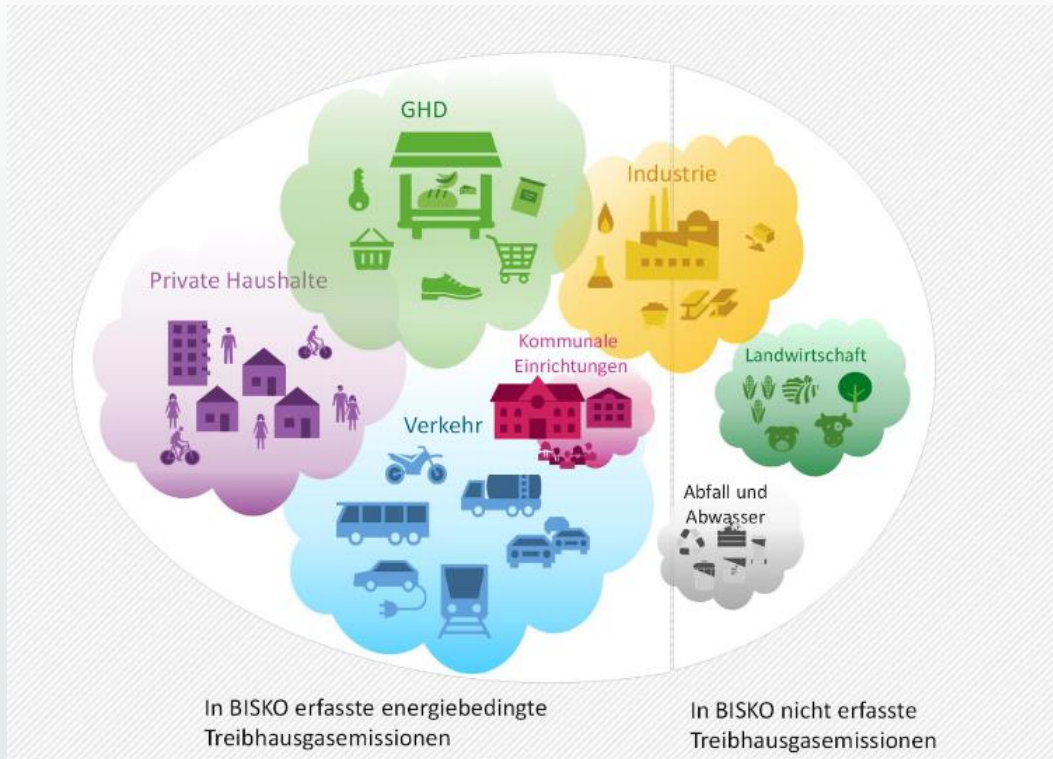 GHD
Industrie
Private Haushalte
Kommunale
Einrichtungen
Landwirtschaft
Verkehr
Abfall und
Abwasser
In BISKO erfasste energiebedingte
Treibhausgasemissionen
In BISKO nicht erfasste
Treibhausgasemissionen